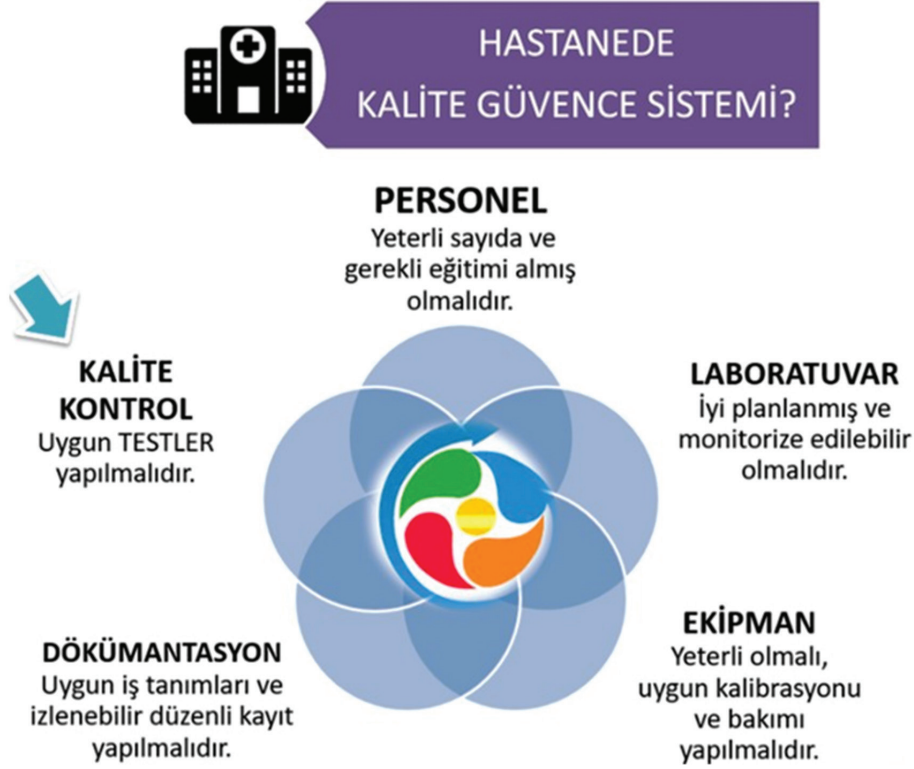 HASTANEDE
KALİTE GÜVENCE SİSTEMİ?
PERSONEL
Yeterli sayıda ve
gerekli eğitimi almış
olmalıdır.
KALİTE
KONTROL
Uygun TESTLER
yapılmalıdır.
LABORATUVAR
İyi planlanmış ve
monitorize edilebilir
olmalıdır.
DÖKÜMANTASYON
Uygun iş tanımları ve
izlenebilir düzenli kayıt
yapılmalıdır.
EKİPMAN
Yeterli olmalı,
uygun kalibrasyonu
ve bakımı
yapılmalıdır.